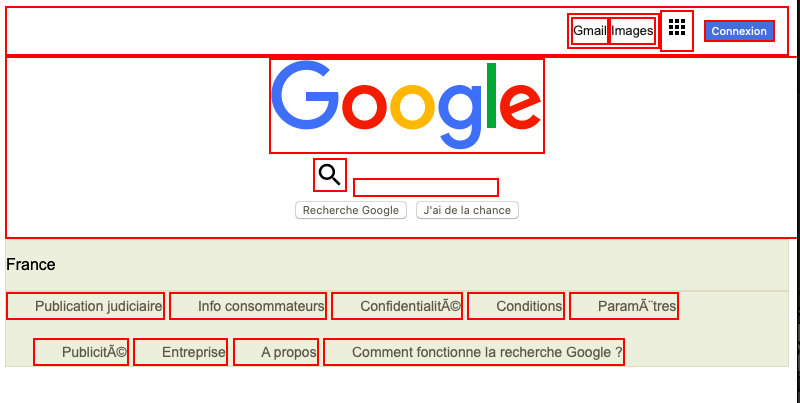 Gmail Images Connexion
Google
Recherche Google J'ai de la chance
France
Publication judiciaire Info consommateurs ConfidentialitÃ© Conditions ParamÃ¨tres
PublicitÃ© Entreprise A propos Comment fonctionne la recherche Google ?